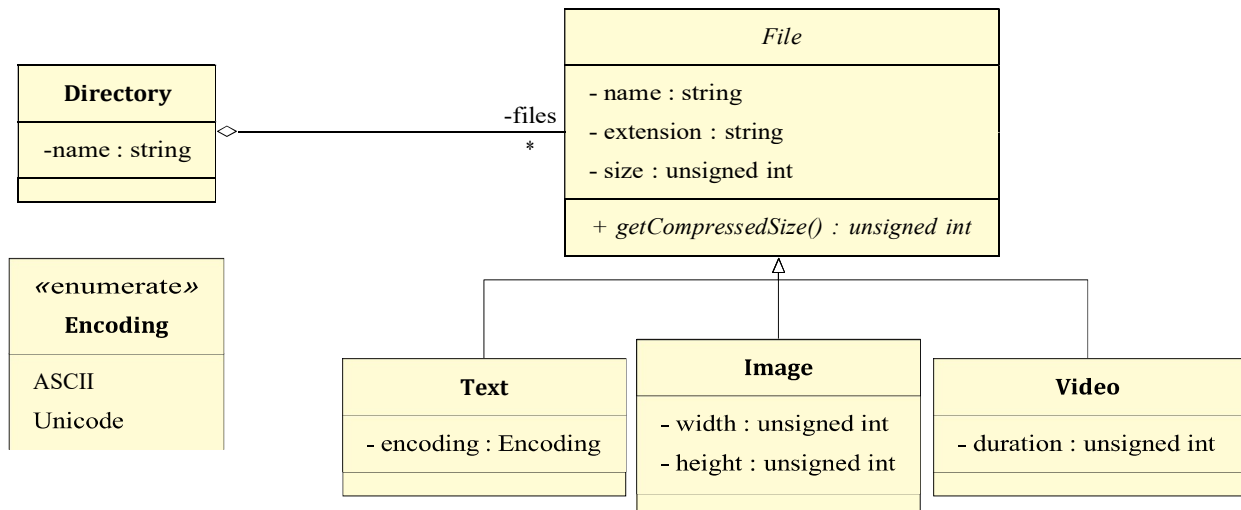 Directory
-name : string
-files
*
File
- name : string
- extension : string
- size : unsigned int
+ getCompressedSize() : unsigned int
«enumerate»
Encoding
ASCII
Unicode
Text
- encoding : Encoding
Image
- width : unsigned int
- height : unsigned int
Video
- duration : unsigned int